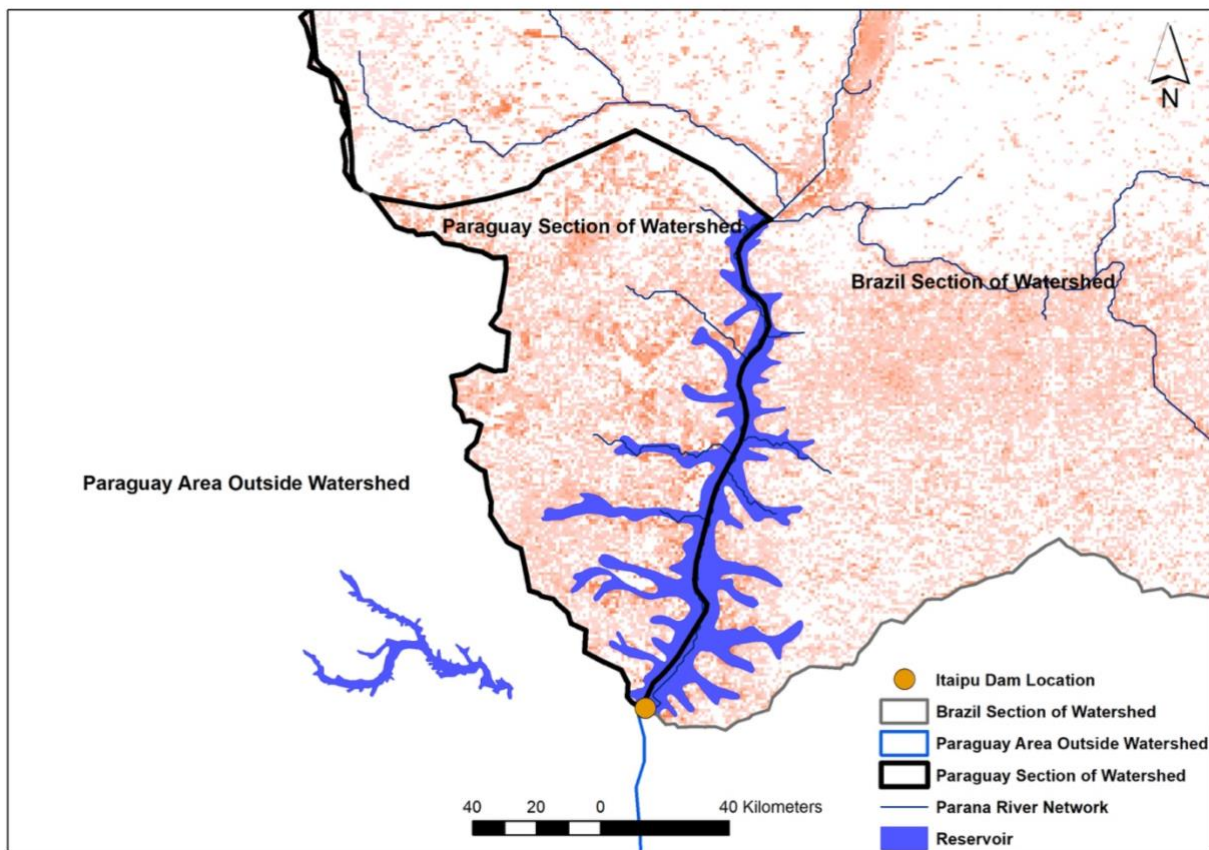 N
Paraguay Section of Watershed
Brazil Section of Watershed
Paraguay Area Outside Watershed
Itaipu Dam Location
Brazil Section of Watershed
Paraguay Area Outside Watershed
Paraguay Section of Watershed
Parana River Network
Reservoir
40 20 0 40 Kilometers